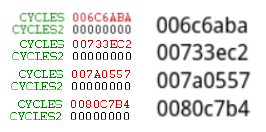 CYCLES 006C6ABA
CYCLES2 00000000
CYCLES 00733EC2
CYCLES2 00000000
CYCLES 007A0557
CYCLES2 00000000
CYCLES 0080C7B4
CYCLES2 00000000
006c6aba
00733ec2
007a0557
0080c7b4